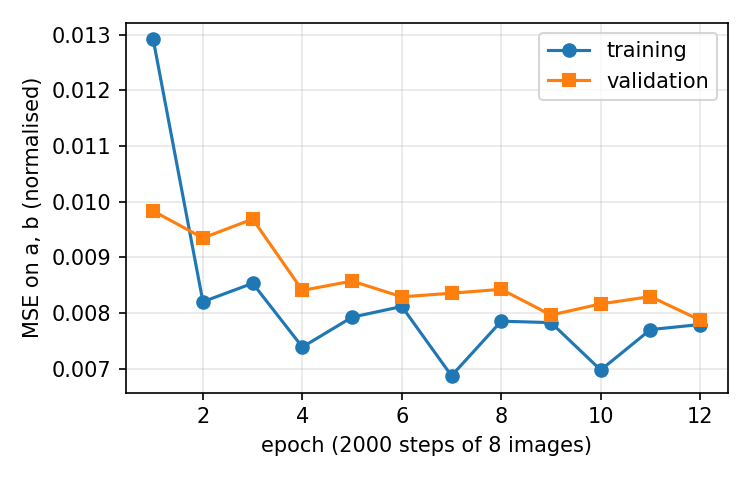 0.013
0.012
0.011
0.010
0.009
0.008
0.007
MSE on a, b (normalised)
training
validation
2 4 6 8 10 12
epoch (2000 steps of 8 images)